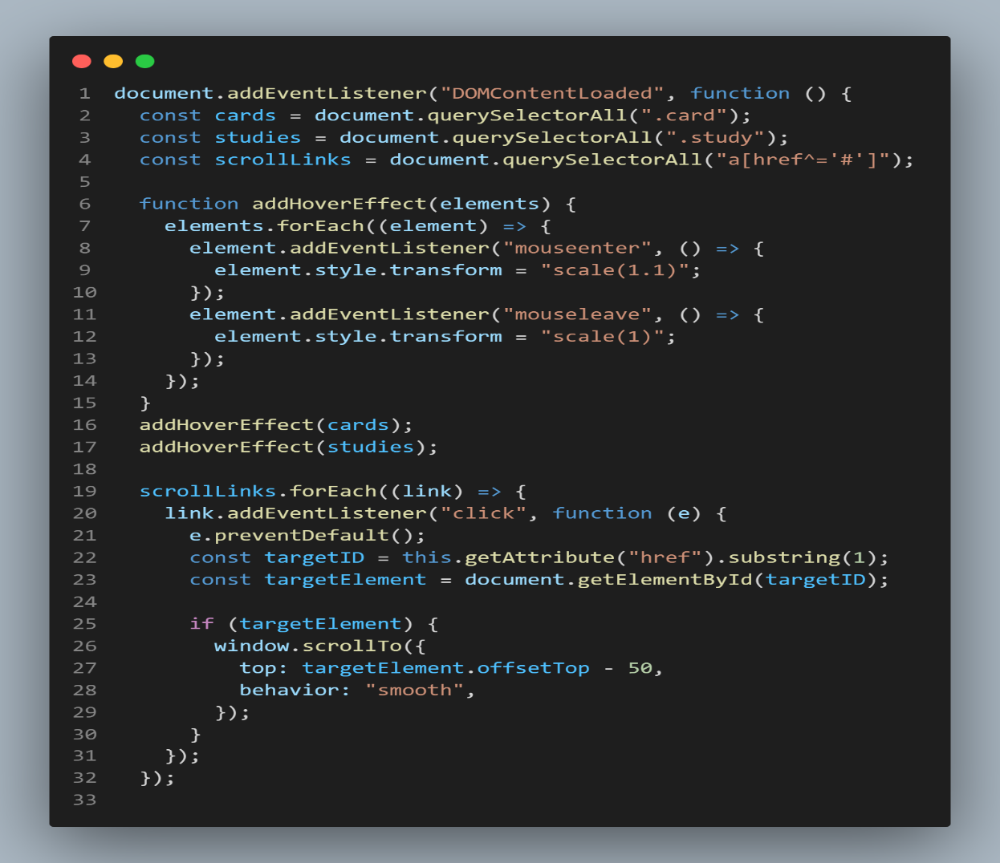 1 document.addEventListener("DOMContentLoaded", function () {
2   const cards = document.querySelectorAll(".card");
3   const studies = document.querySelectorAll(".study");
4   const scrollLinks = document.querySelectorAll("a[href^='#']");
5
6   function addHoverEffect(elements) {
7     elements.forEach((element) => {
8       element.addEventListener("mouseenter", () => {
9         element.style.transform = "scale(1.1)";
10       });
11       element.addEventListener("mouseleave", () => {
12         element.style.transform = "scale(1)";
13       });
14     });
15   }
16   addHoverEffect(cards);
17   addHoverEffect(studies);
18
19   scrollLinks.forEach((link) => {
20     link.addEventListener("click", function (e) {
21       e.preventDefault();
22       const targetID = this.getAttribute("href").substring(1);
23       const targetElement = document.getElementById(targetID);
24
25       if (targetElement) {
26         window.scrollTo({
27           top: targetElement.offsetTop - 50,
28           behavior: "smooth",
29         });
30       }
31     });
32   });
33